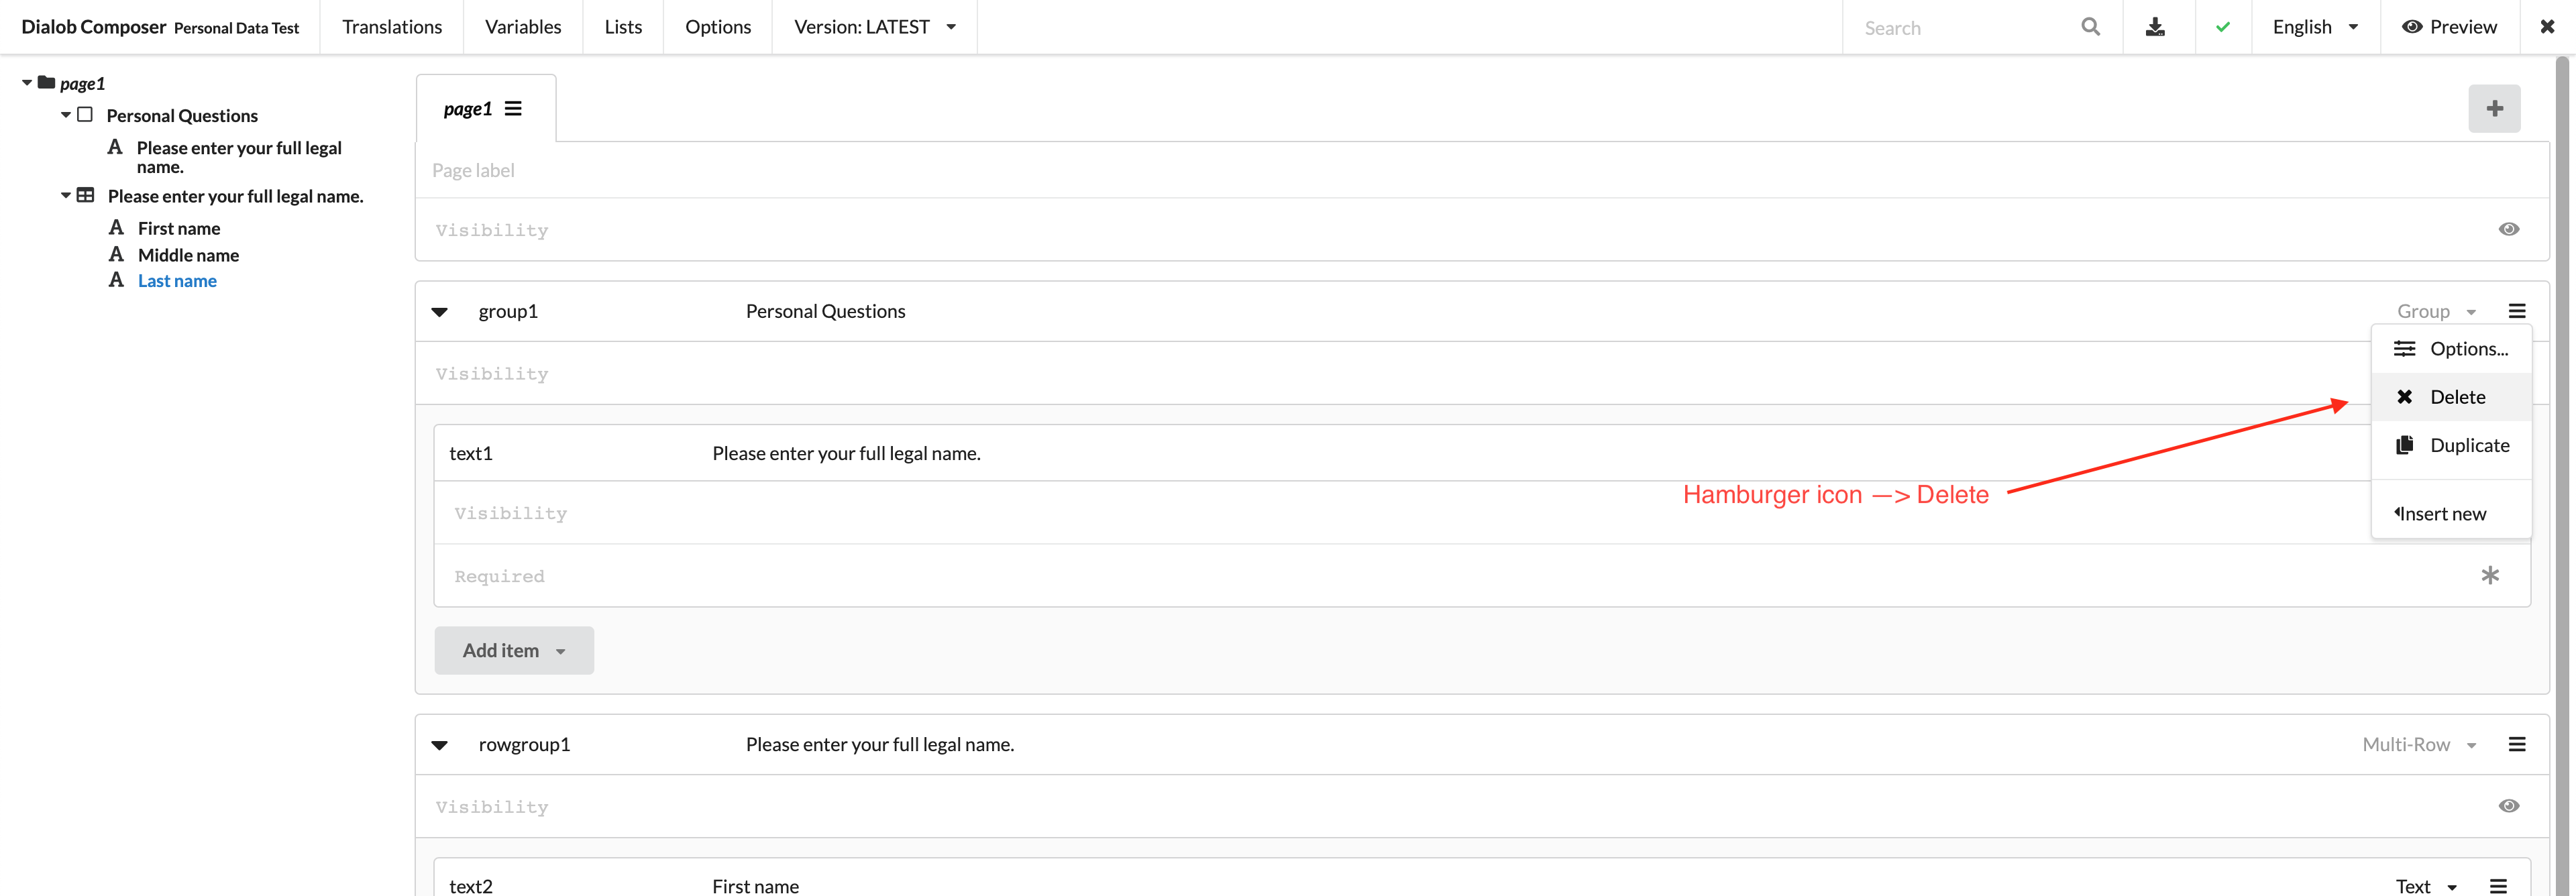 Dialob Composer Personal Data Test Translations Variables Lists Options Version: LATEST Search English Preview
page1
Personal Questions
Please enter your full legal
name.
Please enter your full legal name.
First name
Middle name
Last name
page1
Page label
Visibility
group1 Personal Questions Group
Options...
Visibility
Delete
Duplicate
text1 Please enter your full legal name.
Hamburger icon —> Delete
Insert new
Visibility
Required
Add item
rowgroup1 Please enter your full legal name. Multi-Row
Visibility
text2 First name Text